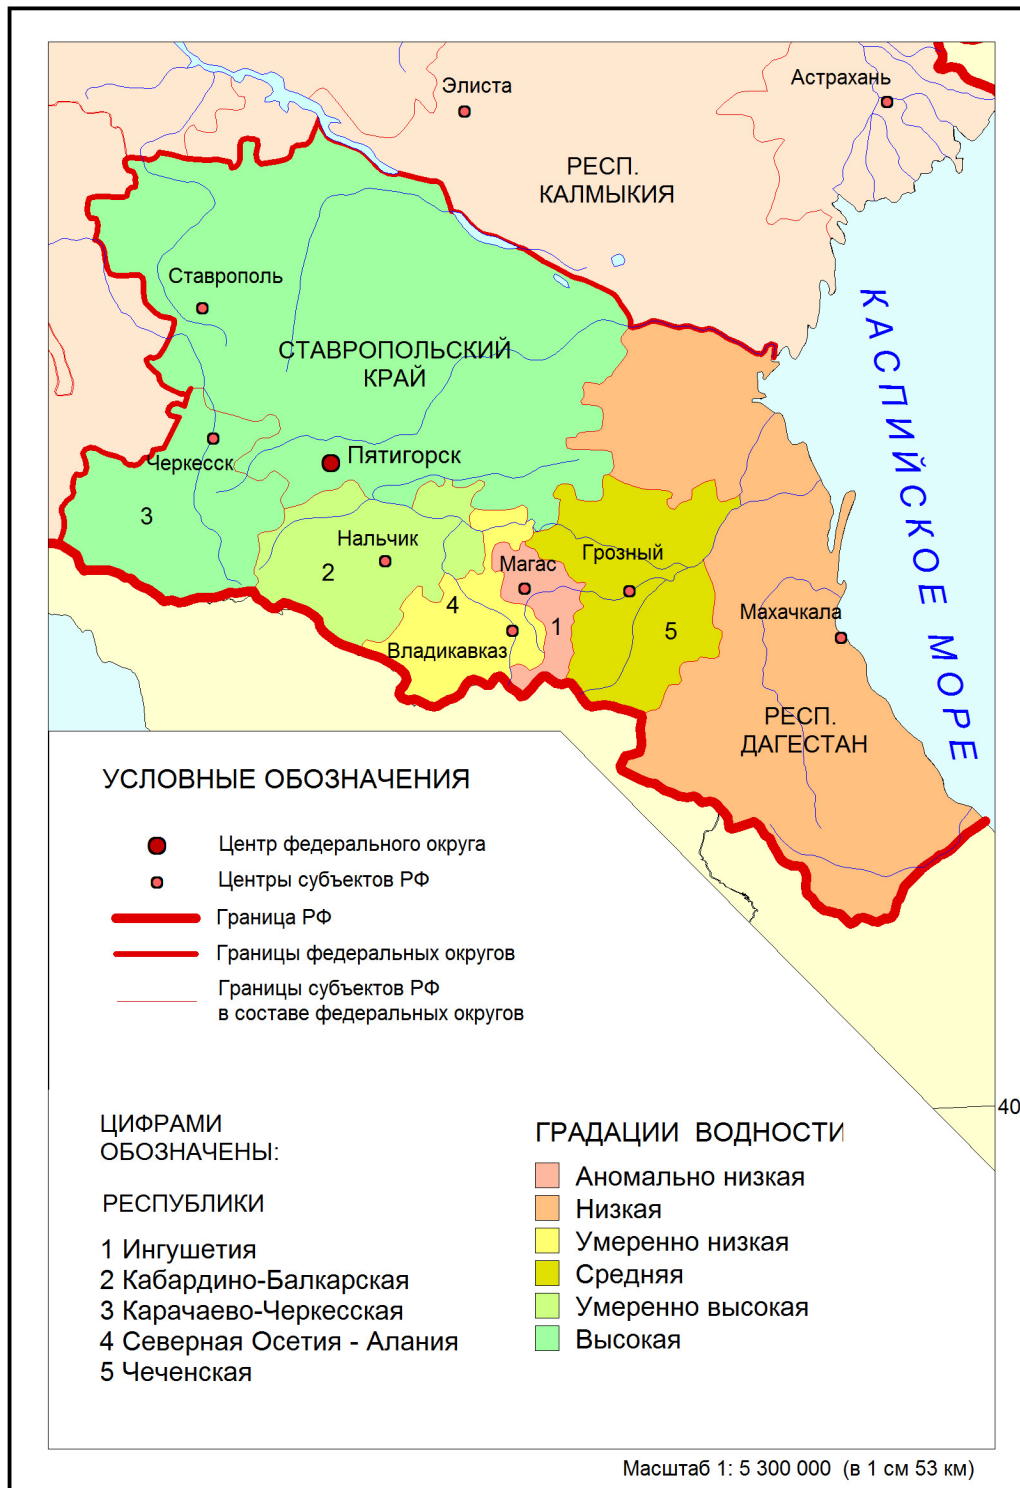 Элиста
Астрахань
РЕСП.
КАЛМЫКИЯ
Ставрополь
КАСПИЙСКОЕ МОРЕ
СТАВРОПОЛЬСКИЙ
КРАЙ
Черкесск
Пятигорск
3
Нальчик
2
Магас
Грозный
4
1
5
Махачкала
Владикавказ
РЕСП.
ДАГЕСТАН
УСЛОВНЫЕ ОБОЗНАЧЕНИЯ
Центр федерального округа
Центры субъектов РФ
Граница РФ
Границы федеральных округов
Границы субъектов РФ
в составе федеральных округов
40
ЦИФРАМИ
ОБОЗНАЧЕНЫ:
РЕСПУБЛИКИ
1 Ингушетия
2 Кабардино-Балкарская
3 Карачаево-Черкесская
4 Северная Осетия - Алания
5 Чеченская
ГРАДАЦИИ ВОДНОСТИ
Аномально низкая
Низкая
Умеренно низкая
Средняя
Умеренно высокая
Высокая
Масштаб 1: 5 300 000 (в 1 см 53 км)